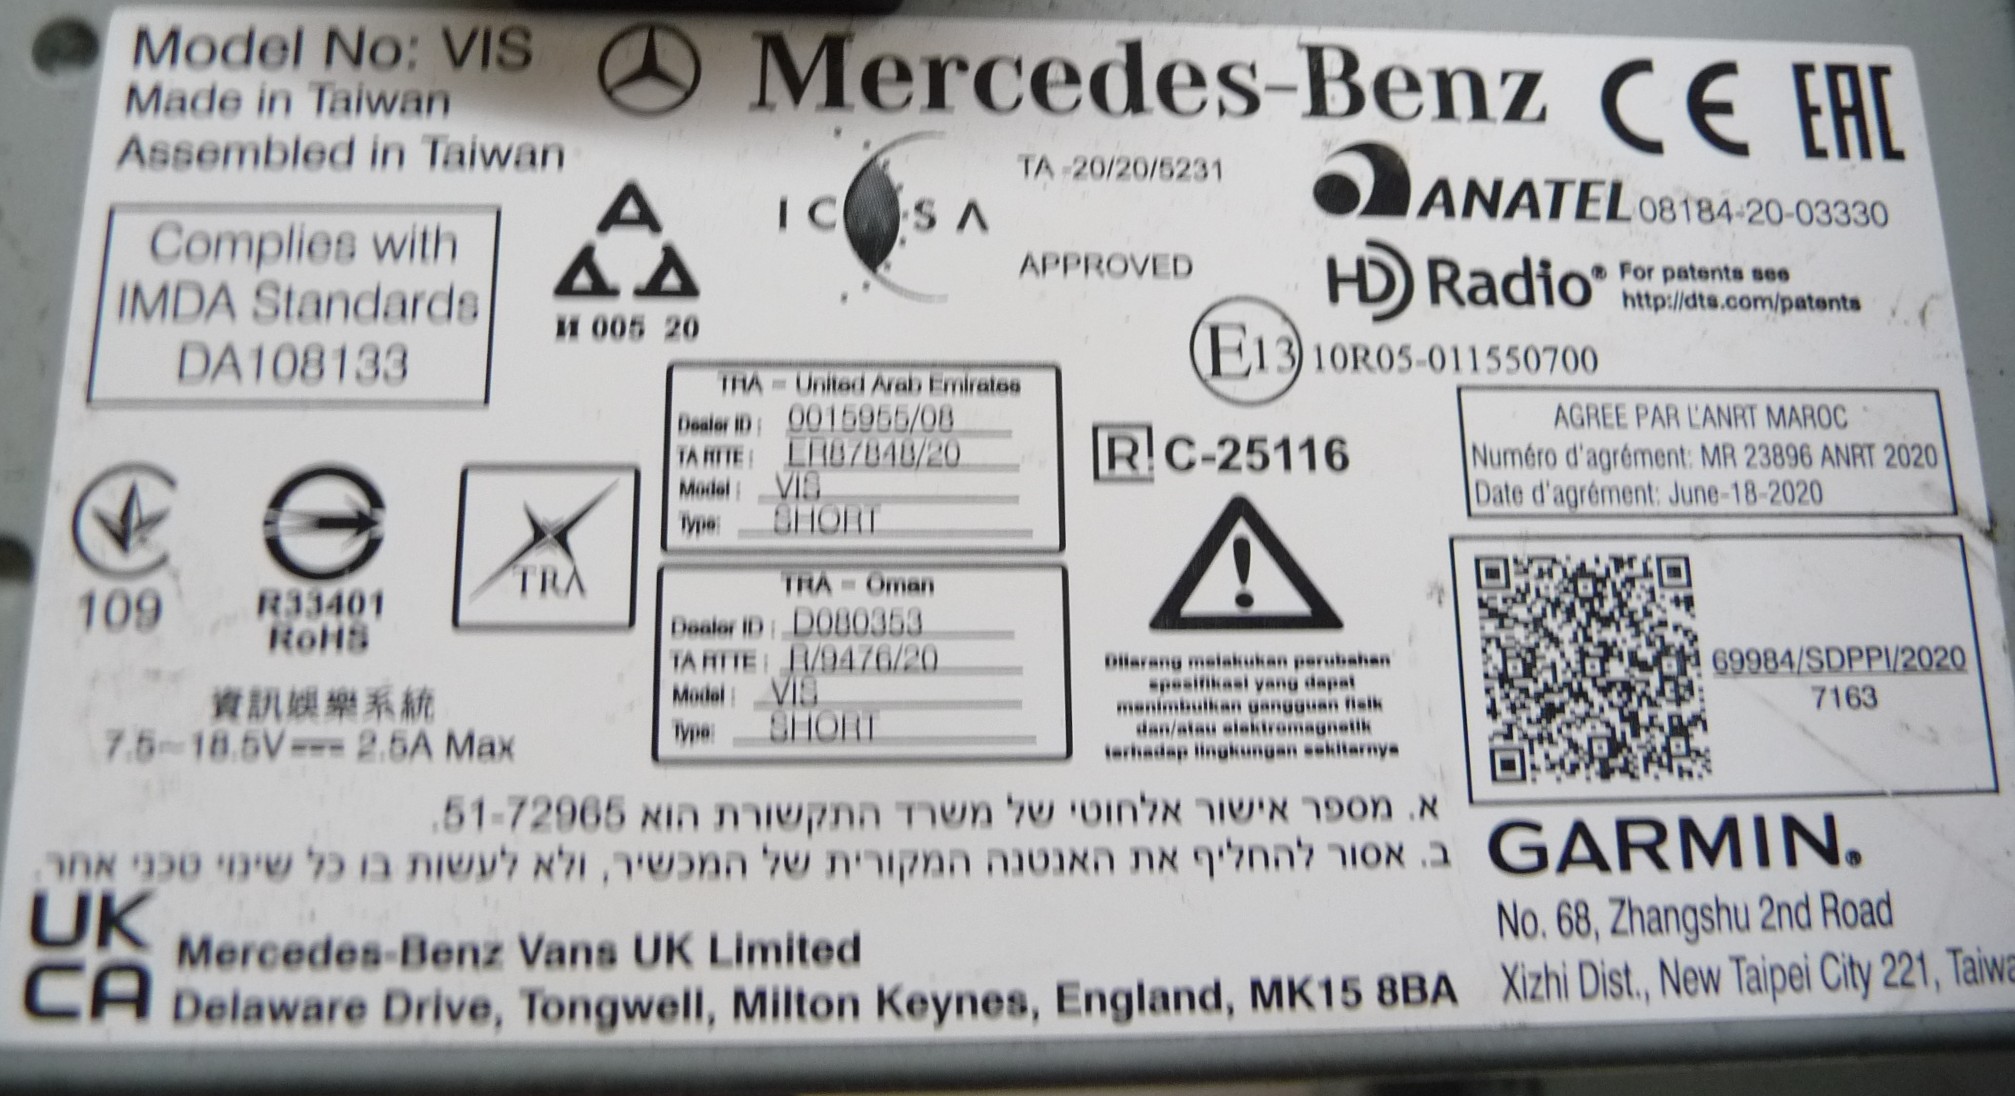 Model No: VIS
Made in Taiwan
Assembled in Taiwan
Mercedes-Benz
CE
EAC
Complies with
IMDA Standards
DA108133
И 005 20
ICASA
TA -20/20/5231
APPROVED
ANATEL 08184-20-03330
HD Radio® For patents see
http://dts.com/patents
E13 10R05-011550700
TRA - United Arab Emirates
Dealer ID : 0015955/08
TA RTTE : ER87848/20
Model : VIS
Type: SHORT
R C-25116
AGREE PAR L'ANRT MAROC
Numéro d'agrément: MR 23896 ANRT 2020
Date d'agrément: June-18-2020
109
R33401
RoHS
TRA
TRA - Oman
Dealer ID : D080353
TA RTTE : R/9476/20
Model : VIS
Type: SHORT
Dilarang melakukan perubahan
spesifikasi yang dapat
menimbulkan gangguan fisik
dan/atau elektromagnetik
terhadap lingkungan sekitarnya
69984/SDPPI/2020
7163
資訊娛樂系統
7.5~18.5V⎓ 2.5A Max
א. מספר אישור אלחוטי של משרד התקשורת הוא 51-72965.
ב. אסור להחליף את האנטנה המקורית של המכשיר, ולא לעשות בו כל שינוי טכני אחר.
GARMIN®
No. 68, Zhangshu 2nd Road
Xizhi Dist., New Taipei City 221, Taiwa
UK
CA
Mercedes-Benz Vans UK Limited
Delaware Drive, Tongwell, Milton Keynes, England, MK15 8BA